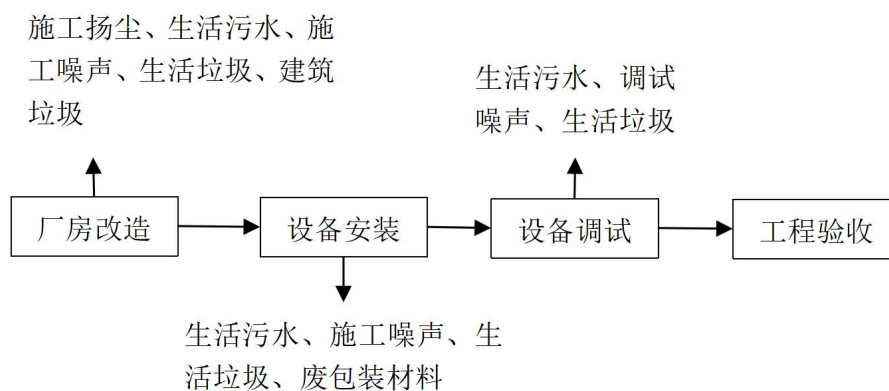 施工扬尘、生活污水、施
工噪声、生活垃圾、建筑
垃圾
生活污水、调试
噪声、生活垃圾
厂房改造
设备安装
设备调试
工程验收
生活污水、施工噪声、生
活垃圾、废包装材料